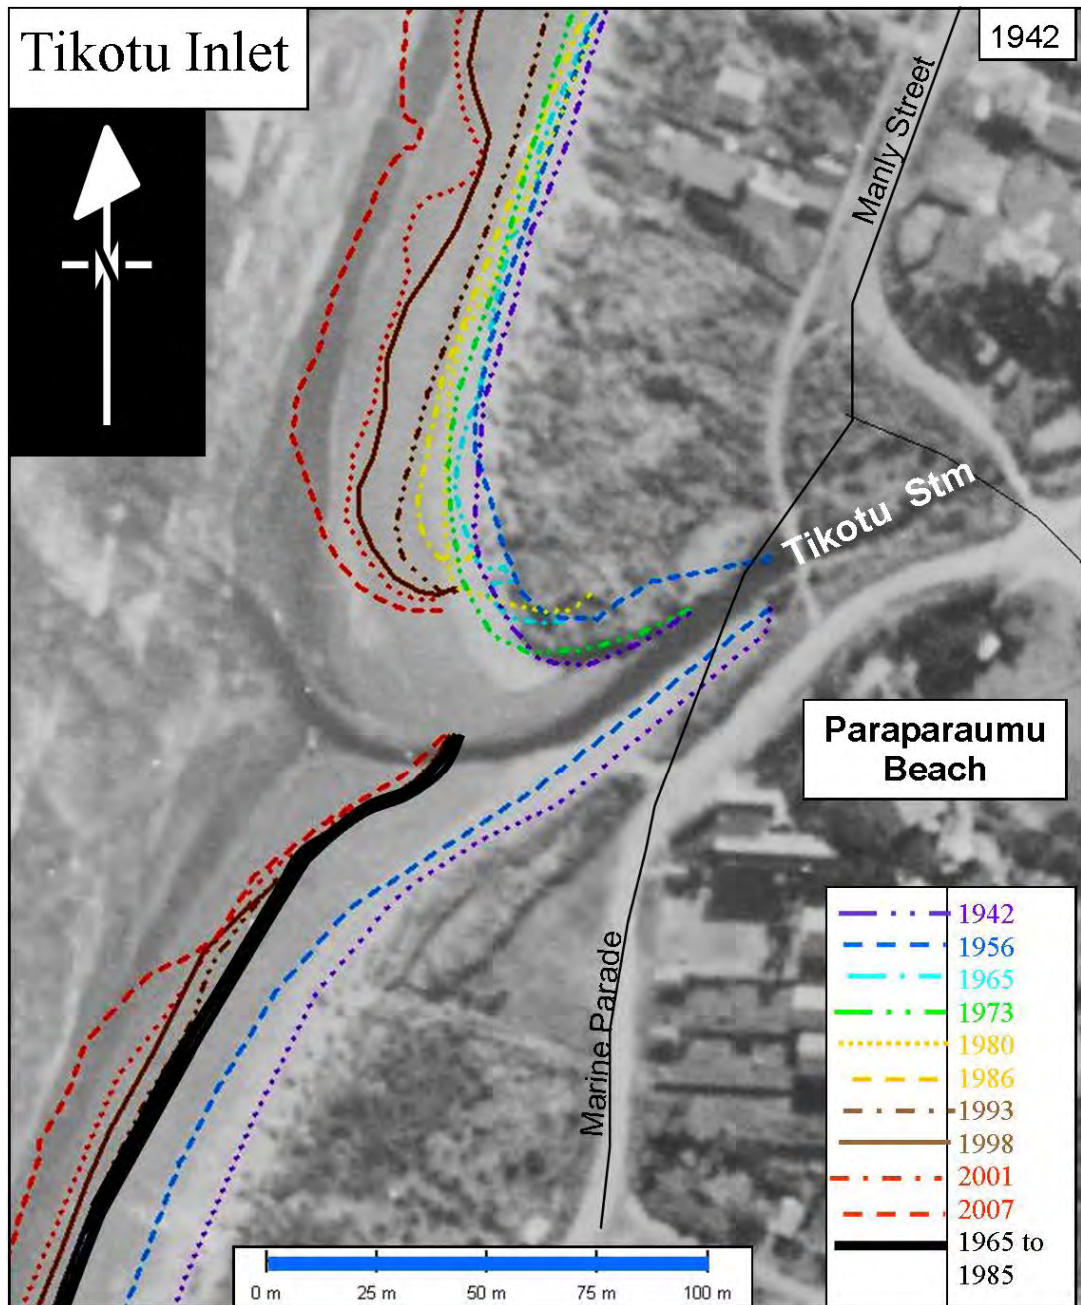 Tikotu Inlet
1942
N
Manly Street
Tikotu Stm
Paraparaumu
Beach
Marine Parade
1942
1956
1965
1973
1980
1986
1993
1998
2001
2007
1965 to
1985
0 m 25 m 50 m 75 m 100 m